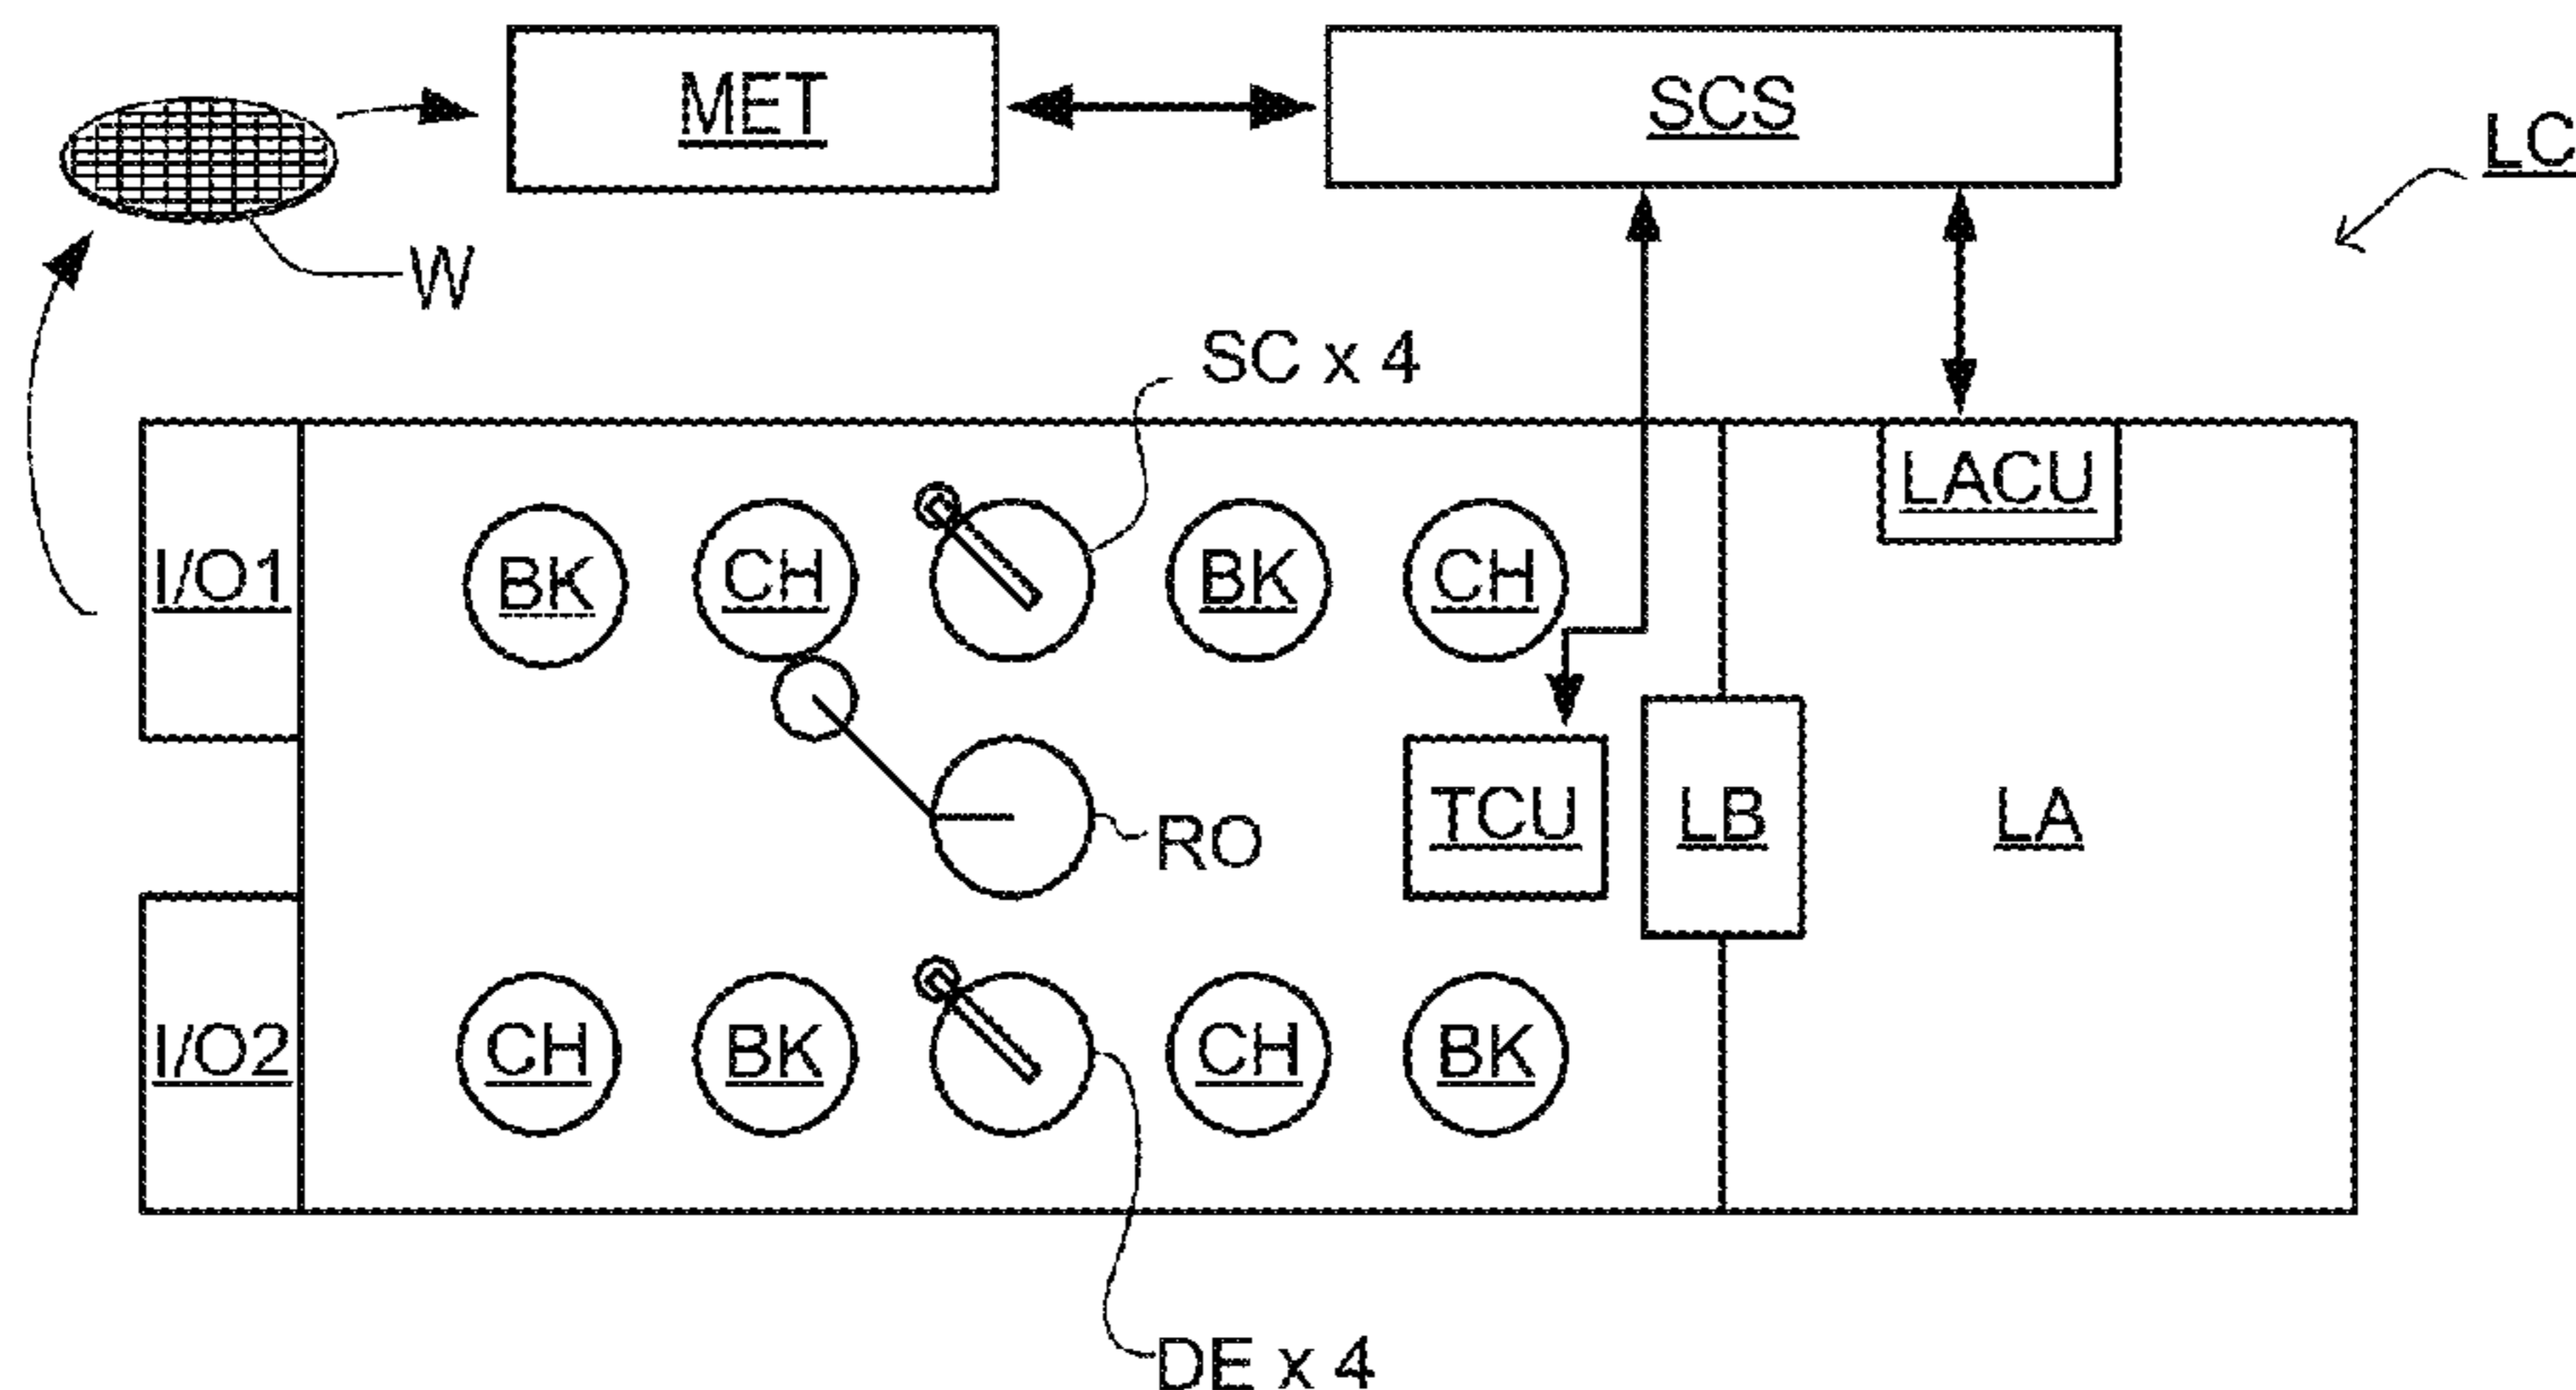 MET
SCS
LC
W
SC x 4
LACU
I/O1
BK
CH
BK
CH
RO
TCU
LB
LA
I/O2
CH
BK
CH
BK
DE x 4